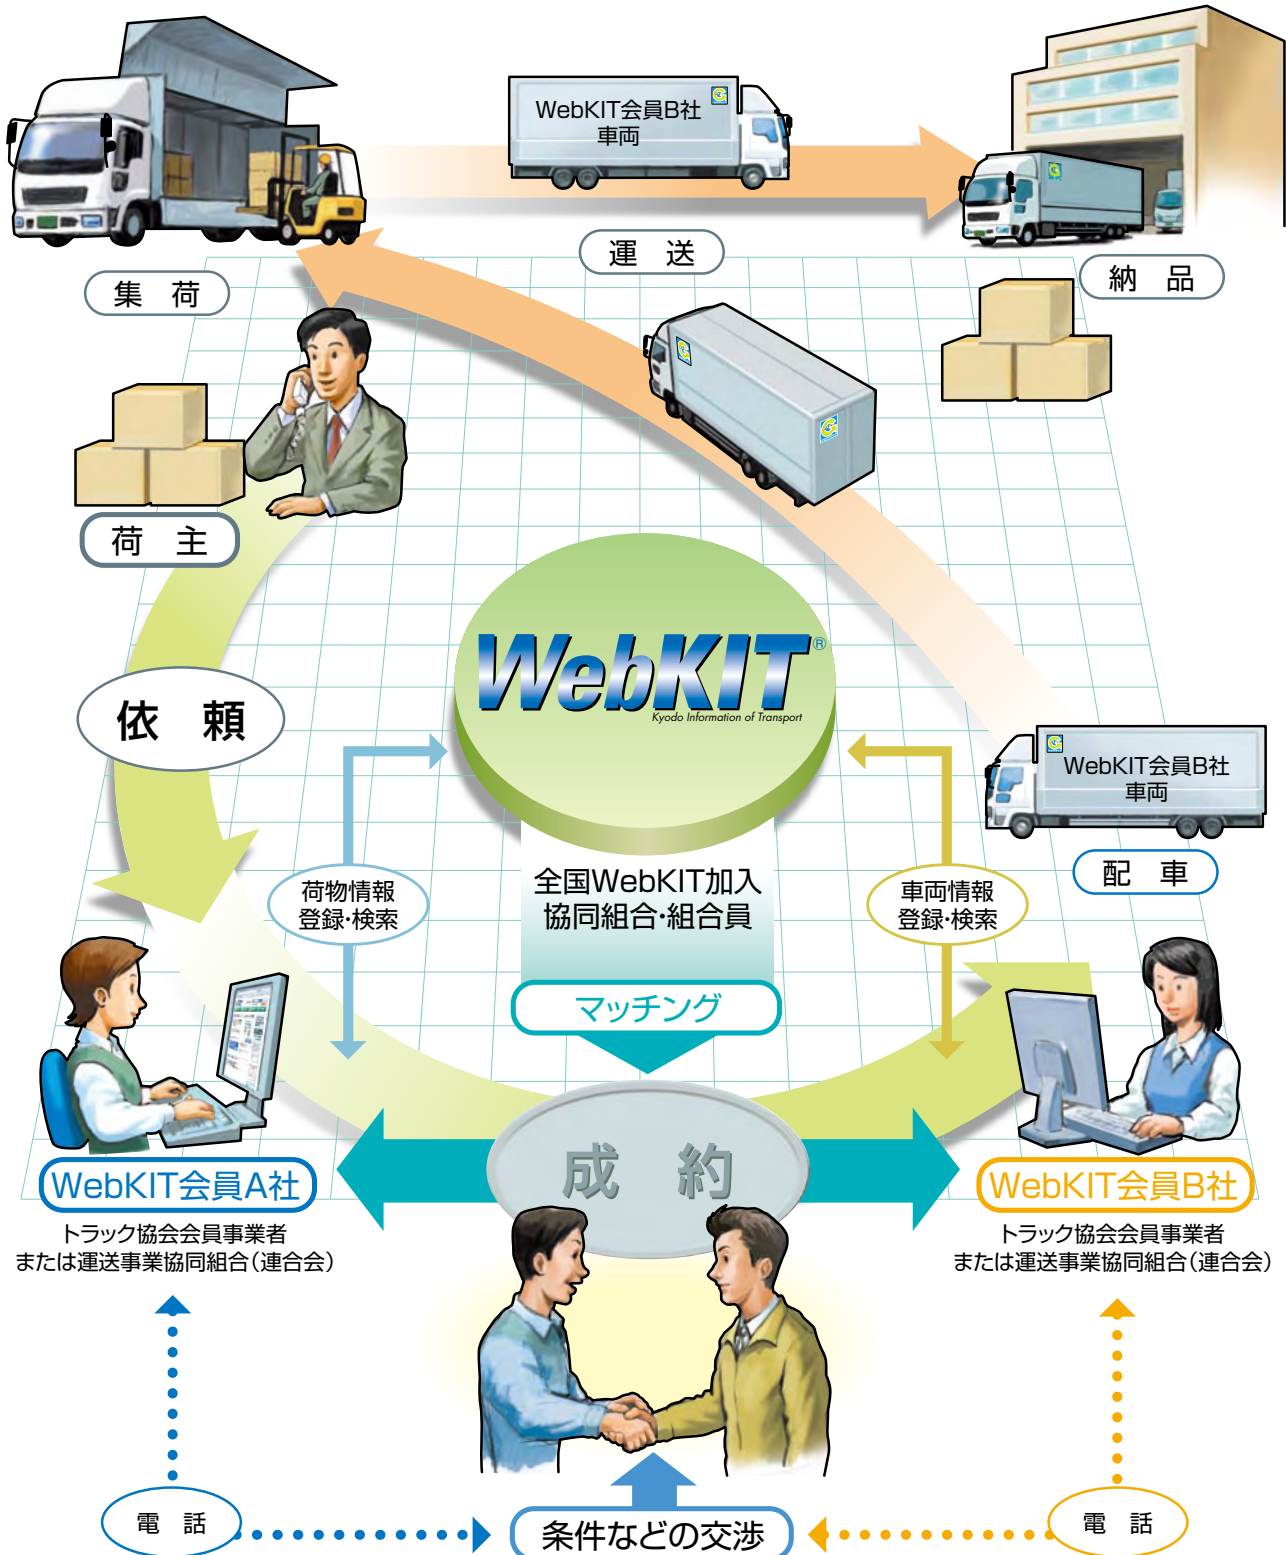 WebKIT会員B社
車両
運 送
集 荷
納 品
荷 主
WebKIT®
Kyodo Information of Transport
依 頼
WebKIT会員B社
車両
配 車
荷物情報
登録・検索
全国WebKIT加入
協同組合・組合員
車両情報
登録・検索
マッチング
成 約
WebKIT会員A社
トラック協会会員事業者
または運送事業協同組合（連合会）
WebKIT会員B社
トラック協会会員事業者
または運送事業協同組合（連合会）
電 話
条件などの交渉
電 話